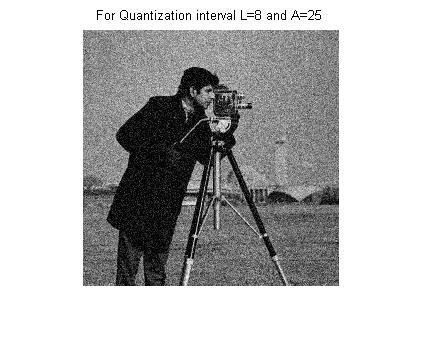 For Quantization interval L=8 and A=25